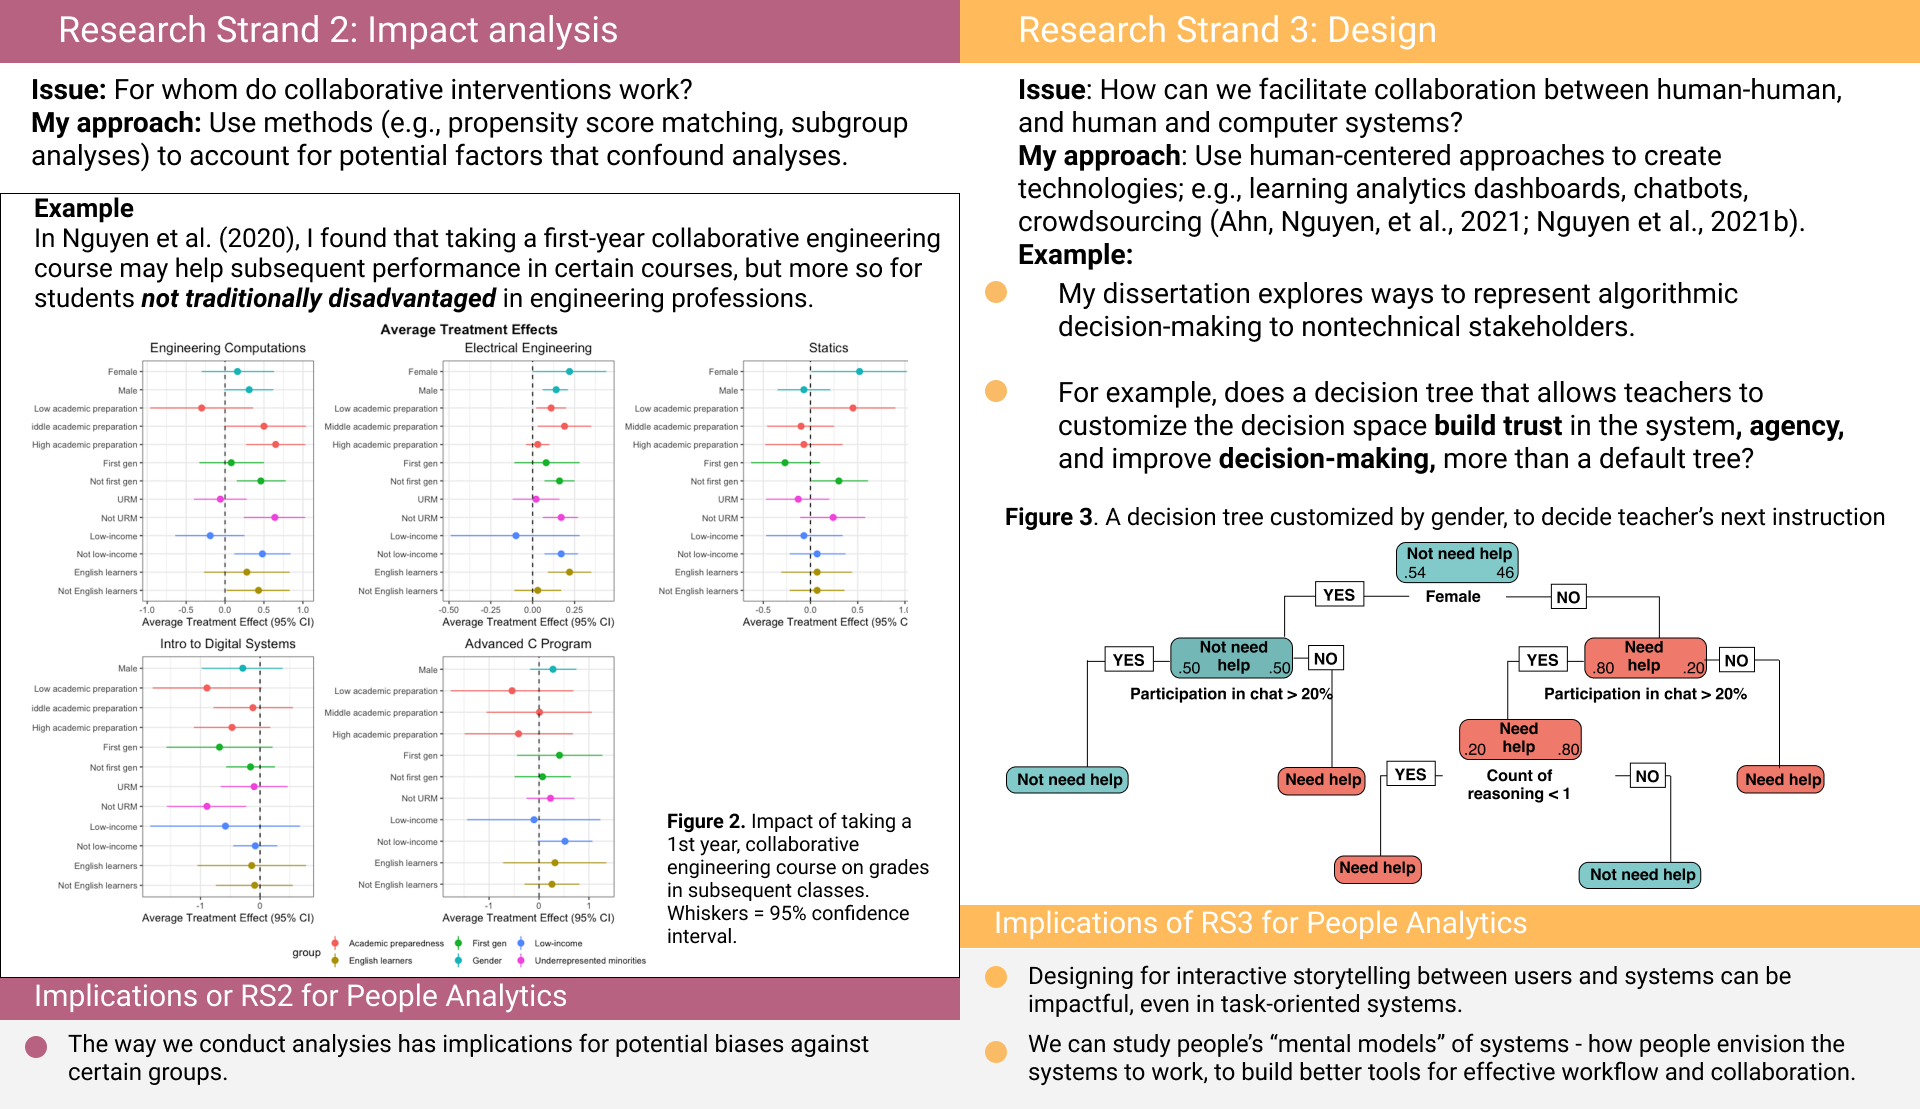 Research Strand 2: Impact analysis
Issue: For whom do collaborative interventions work?
My approach: Use methods (e.g., propensity score matching, subgroup
analyses) to account for potential factors that confound analyses.
Example
In Nguyen et al. (2020), I found that taking a first-year collaborative engineering
course may help subsequent performance in certain courses, but more so for
students not traditionally disadvantaged in engineering professions.
Average Treatment Effects
Engineering Computations
Female
Male
Low academic preparation
iddle academic preparation
High academic preparation
First gen
Not first gen
URM
Not URM
Low-income
Not low-income
English learners
Not English learners
-1.0 -0.5 0.0 0.5 1.0
Average Treatment Effect (95% CI)
Electrical Engineering
Female
Male
Low academic preparation
Middle academic preparation
High academic preparation
First gen
Not first gen
URM
Not URM
Low-income
Not low-income
English learners
Not English learners
-0.50 -0.25 0.00 0.25
Average Treatment Effect (95% CI)
Statics
Female
Male
Low academic preparation
Middle academic preparation
High academic preparation
First gen
Not first gen
URM
Not URM
Low-income
Not low-income
English learners
Not English learners
-0.5 0.0 0.5 1.0
Average Treatment Effect (95% C
Intro to Digital Systems
Male
Low academic preparation
iddle academic preparation
High academic preparation
First gen
Not first gen
URM
Not URM
Low-income
Not low-income
English learners
Not English learners
-1 0
Average Treatment Effect (95% CI)
Advanced C Program
Male
Low academic preparation
Middle academic preparation
High academic preparation
First gen
Not first gen
Not URM
Low-income
Not low-income
English learners
Not English learners
-1 0 1
Average Treatment Effect (95% CI)
group
Academic preparedness First gen Low-income
English learners Gender Underrepresented minorities
Figure 2. Impact of taking a
1st year, collaborative
engineering course on grades
in subsequent classes.
Whiskers = 95% confidence
interval.
Implications or RS2 for People Analytics
The way we conduct analysies has implications for potential biases against
certain groups.
Research Strand 3: Design
Issue: How can we facilitate collaboration between human-human,
and human and computer systems?
My approach: Use human-centered approaches to create
technologies; e.g., learning analytics dashboards, chatbots,
crowdsourcing (Ahn, Nguyen, et al., 2021; Nguyen et al., 2021b).
Example:
My dissertation explores ways to represent algorithmic
decision-making to nontechnical stakeholders.
For example, does a decision tree that allows teachers to
customize the decision space build trust in the system, agency,
and improve decision-making, more than a default tree?
Figure 3. A decision tree customized by gender, to decide teacher's next instruction
Not need help
.54 46
YES Female NO
YES Not need help .50 .50 NO
Participation in chat > 20%
YES Need help .80 .20 NO
Participation in chat > 20%
Need help .20 .80
Not need help
Need help
YES Count of NO
reasoning < 1
Need help
Need help
Not need help
Implications of RS3 for People Analytics
Designing for interactive storytelling between users and systems can be
impactful, even in task-oriented systems.
We can study people's “mental models” of systems - how people envision the
systems to work, to build better tools for effective workflow and collaboration.